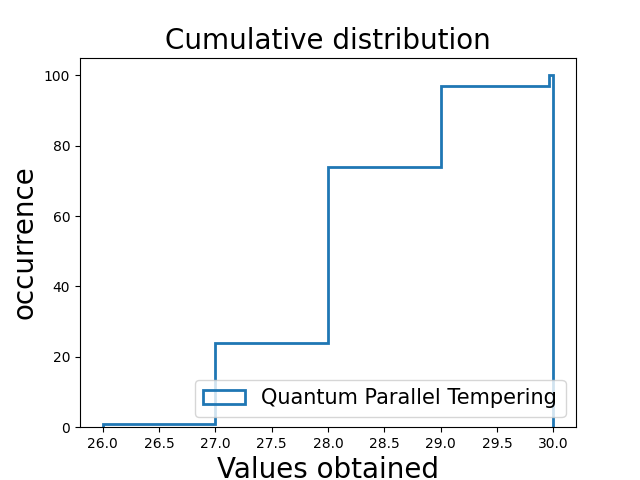 Cumulative distribution
occurrence
100
80
60
40
20
0
Quantum Parallel Tempering
26.0 26.5 27.0 27.5 28.0 28.5 29.0 29.5 30.0
Values obtained